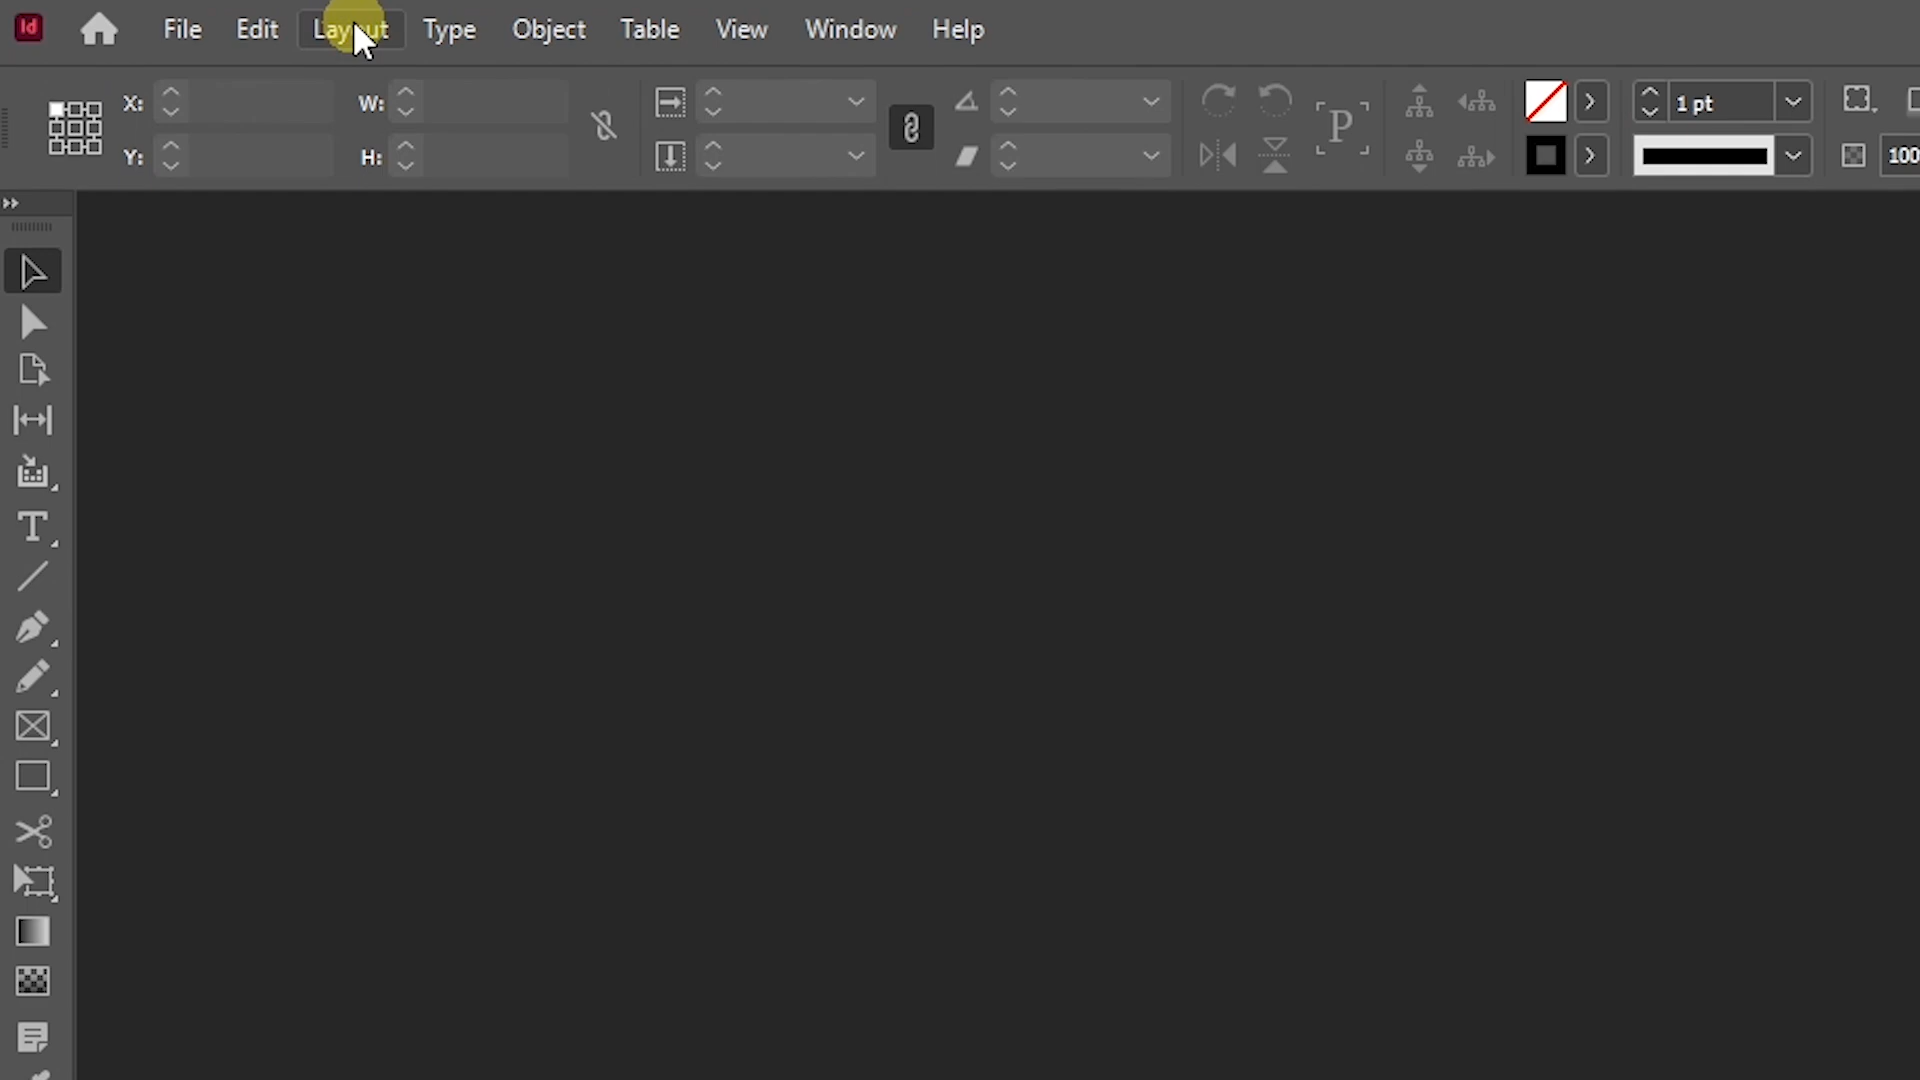 Id File Edit Layout Type Object Table View Window Help
X: W: 1 pt
Y: H: 100
T
P